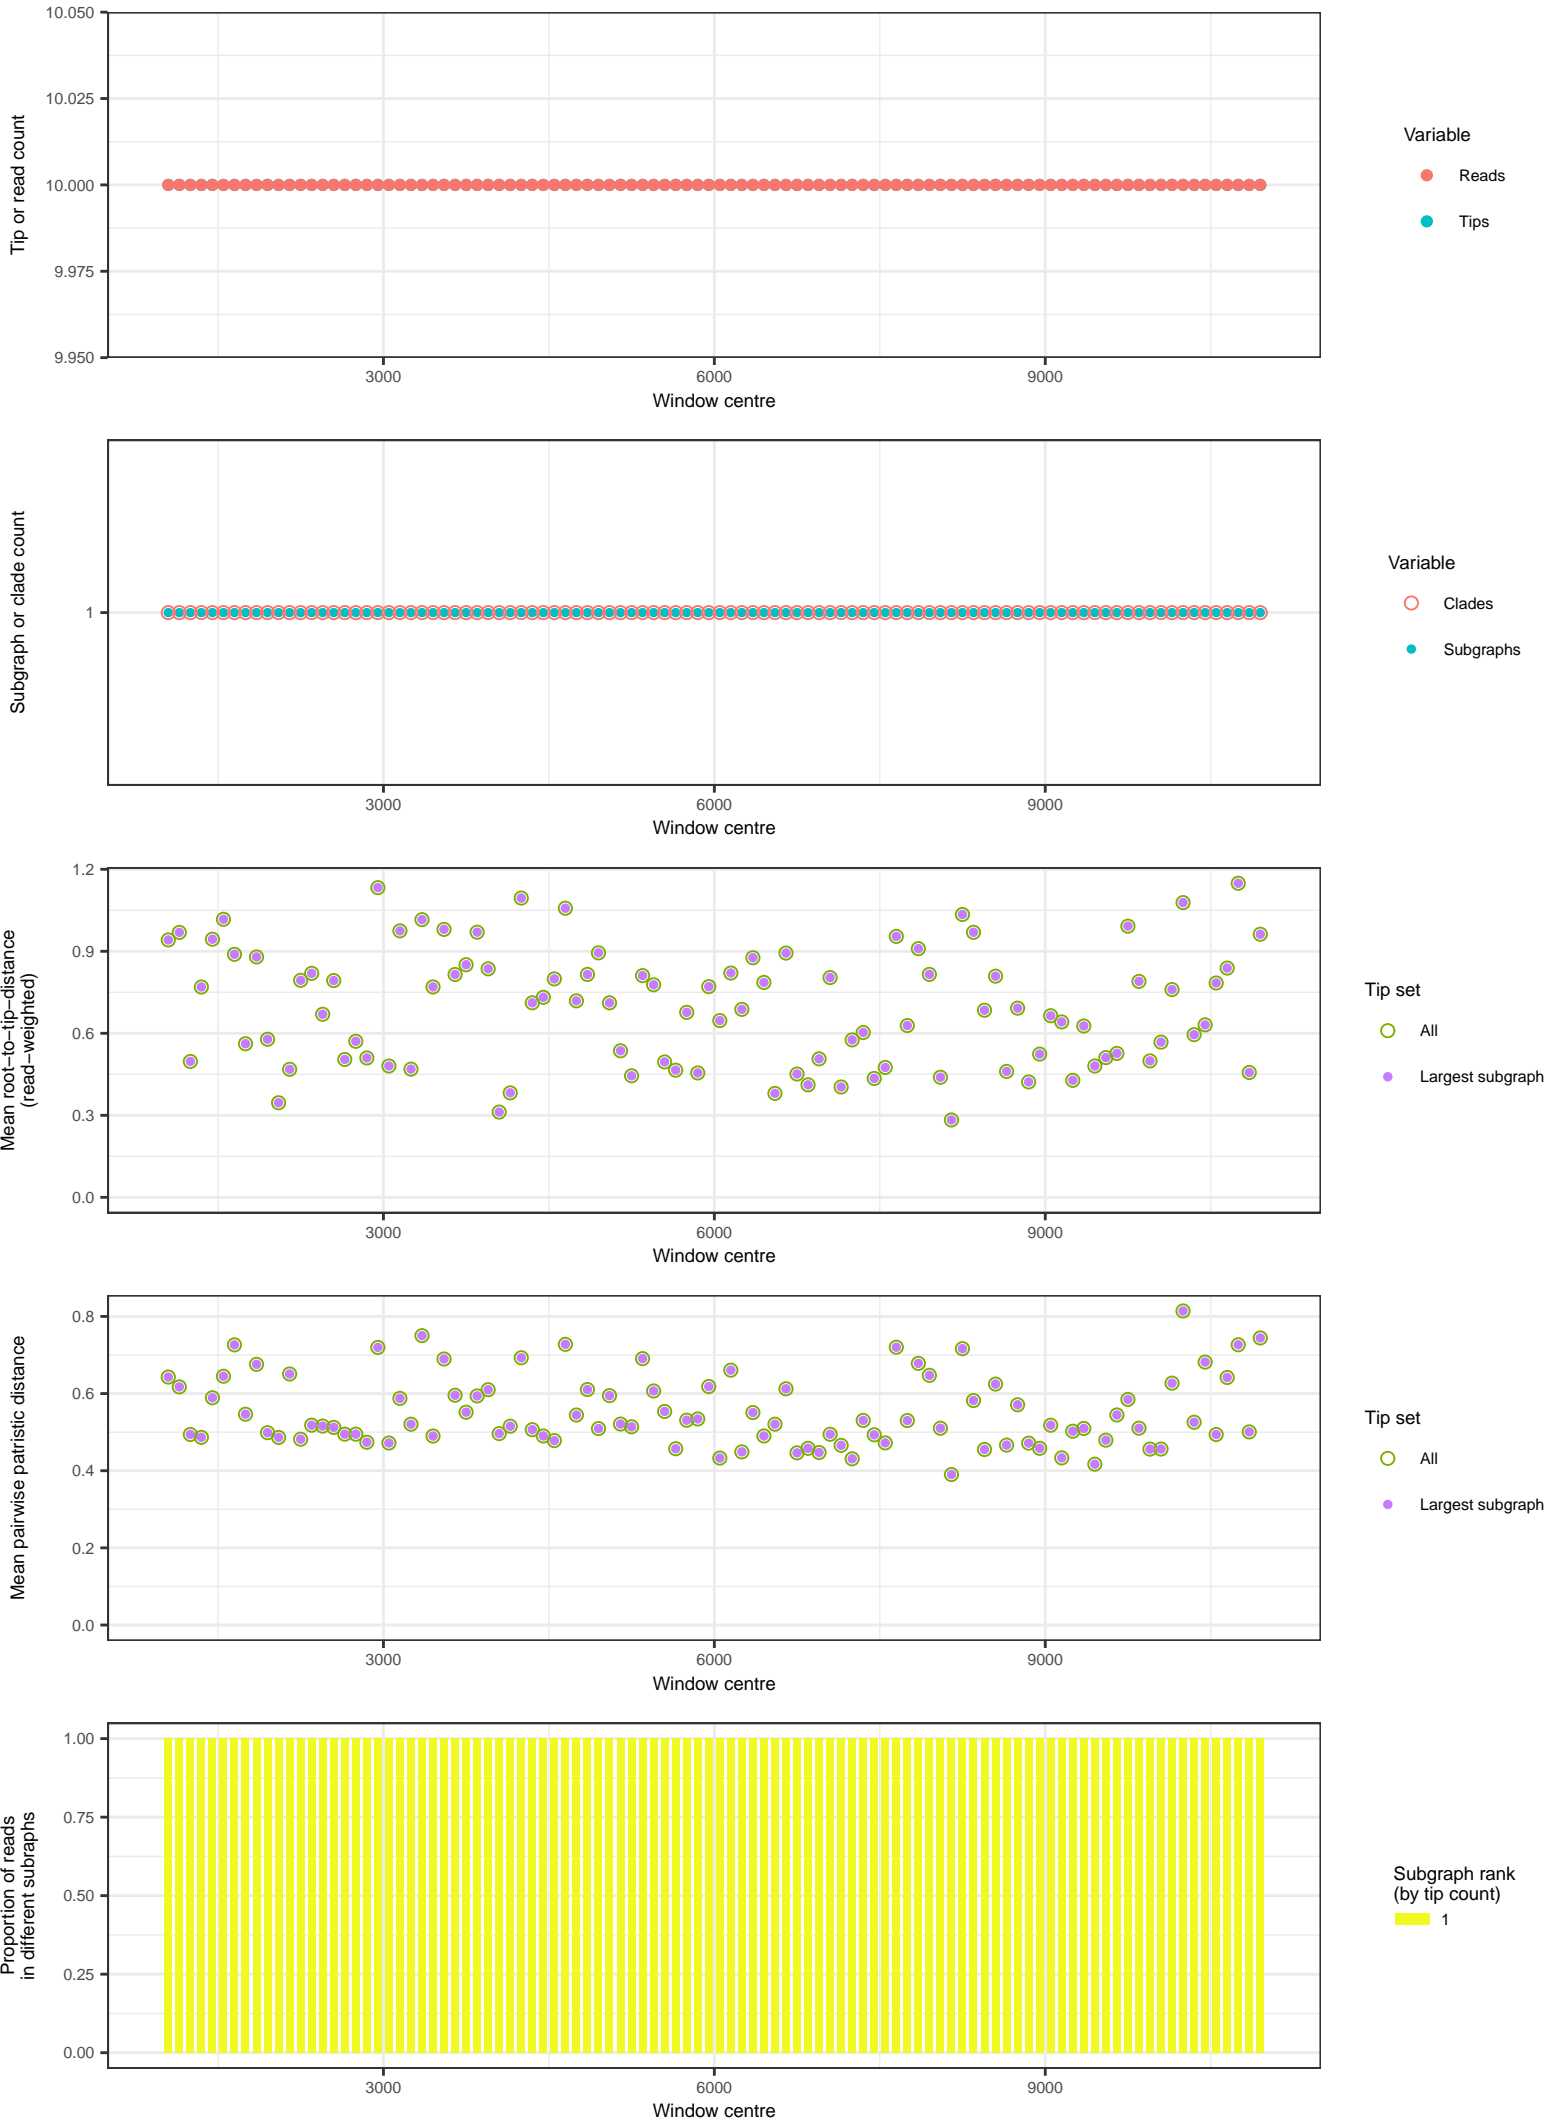 10.050
10.025
10.000
9.975
9.950
Tip or read count
3000
6000
9000
Window centre
Variable
Reads
Tips
1
Subgraph or clade count
3000
6000
9000
Window centre
Variable
Clades
Subgraphs
1.2
0.9
0.6
0.3
0.0
Mean root−to−tip−distance
(read−weighted)
3000
6000
9000
Window centre
Tip set
All
Largest subgraph
0.8
0.6
0.4
0.2
0.0
Mean pairwise patristic distance
3000
6000
9000
Window centre
Tip set
All
Largest subgraph
1.00
0.75
0.50
0.25
0.00
Proportion of reads
in different subraphs
3000
6000
9000
Window centre
Subgraph rank
(by tip count)
1